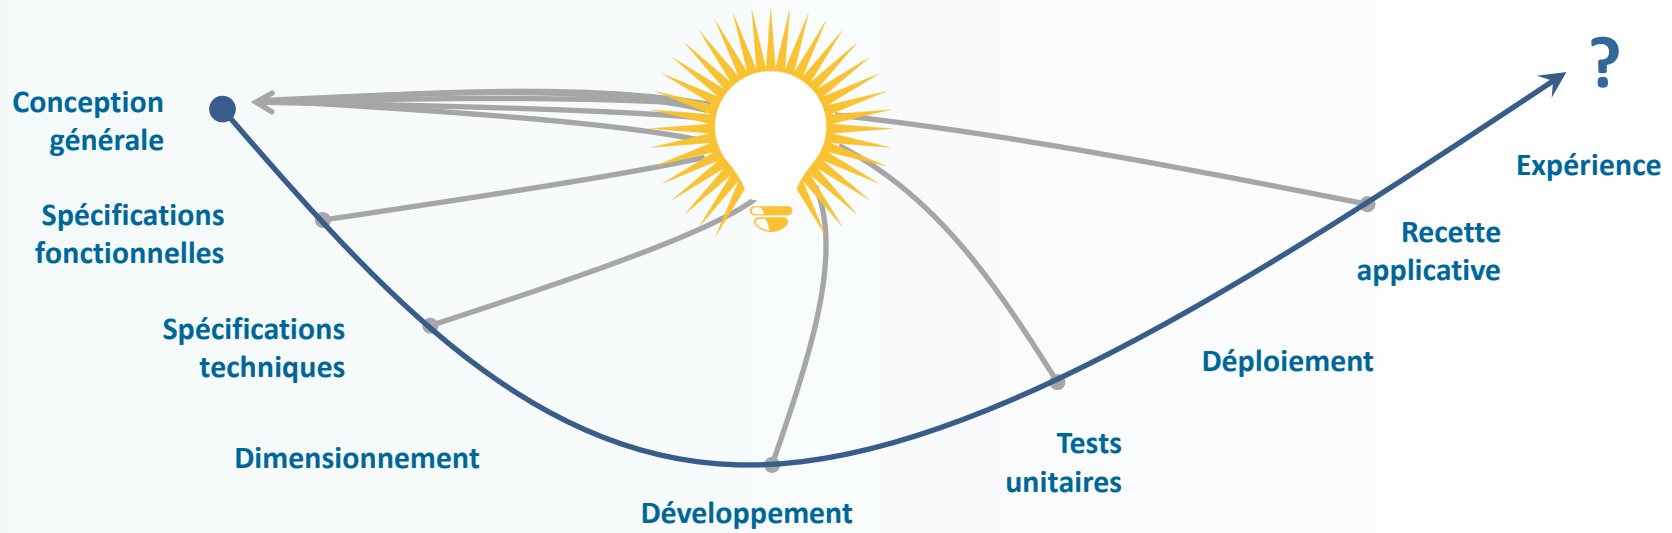 Conception
générale
Spécifications
fonctionnelles
Spécifications
techniques
Dimensionnement
Développement
Tests
unitaires
Déploiement
Recette
applicative
Expérience
?